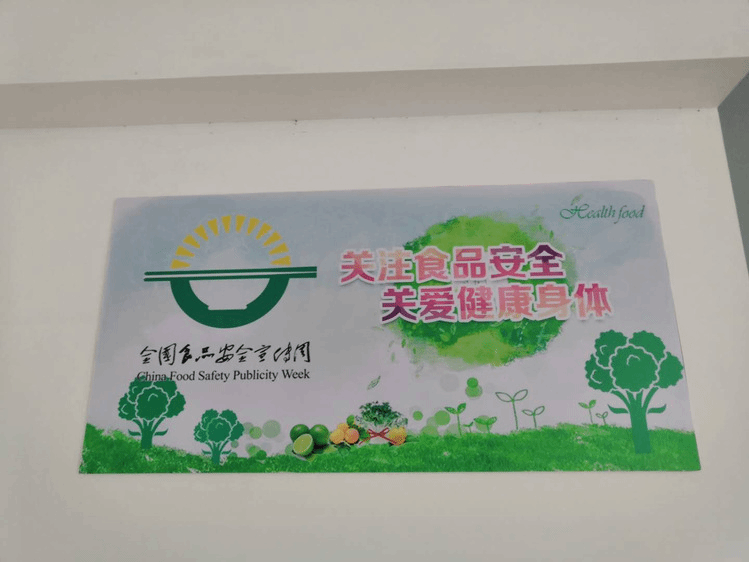 Health food
关注食品安全
关爱健康身体
全国食品安全宣传周
China Food Safety Publicity Week